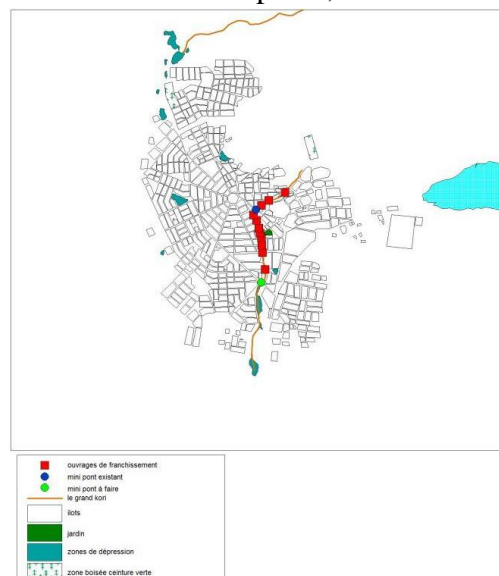 ouvrages de franchissement
mini pont existant
mini pont à faire
le grand kori
ilots
jardin
zones de dépression
zone boisée ceinture verte